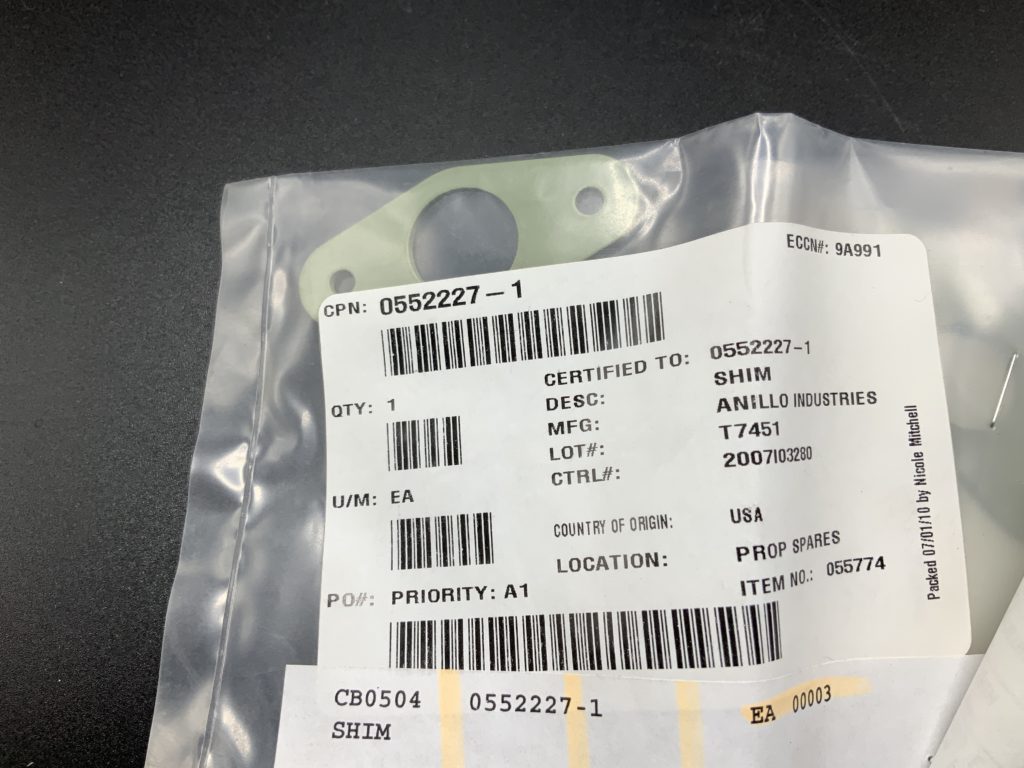 ECCN#: 9A991
CPN: 0552227-1
CERTIFIED TO: 0552227-1
QTY: 1
DESC: SHIM
MFG: ANILLO INDUSTRIES
LOT#: T7451
CTRL#: 2007103280
U/M: EA
COUNTRY OF ORIGIN: USA
LOCATION: PROP SPARES
PO#: PRIORITY: A1
ITEM NO.: 055774
Packed 07/01/10 by Nicole Mitchell
CB0504 0552227-1 EA 00003
SHIM